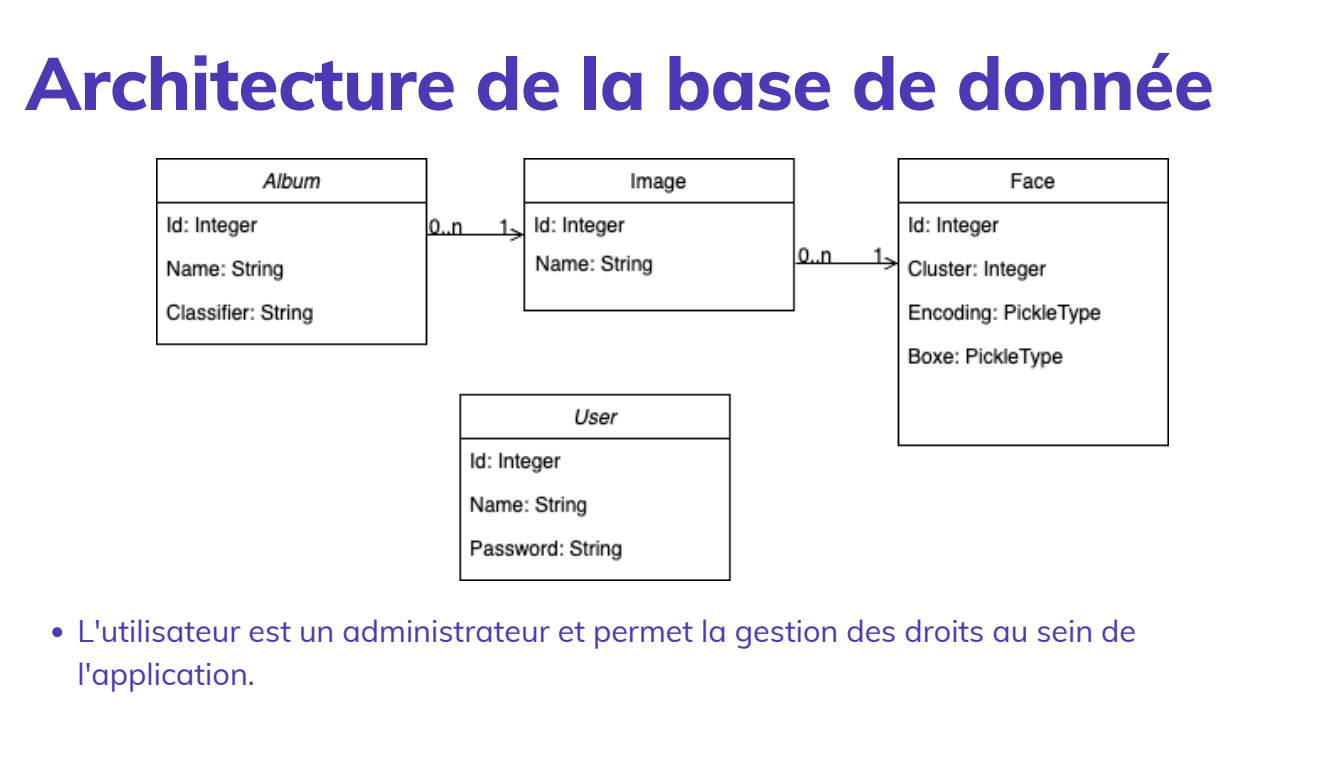 Architecture de la base de donnée
Album
Id: Integer
Name: String
Classifier: String
0..n 1
Image
Id: Integer
Name: String
0..n 1
Face
Id: Integer
Cluster: Integer
Encoding: PickleType
Boxe: PickleType
User
Id: Integer
Name: String
Password: String
• L'utilisateur est un administrateur et permet la gestion des droits au sein de
l'application.